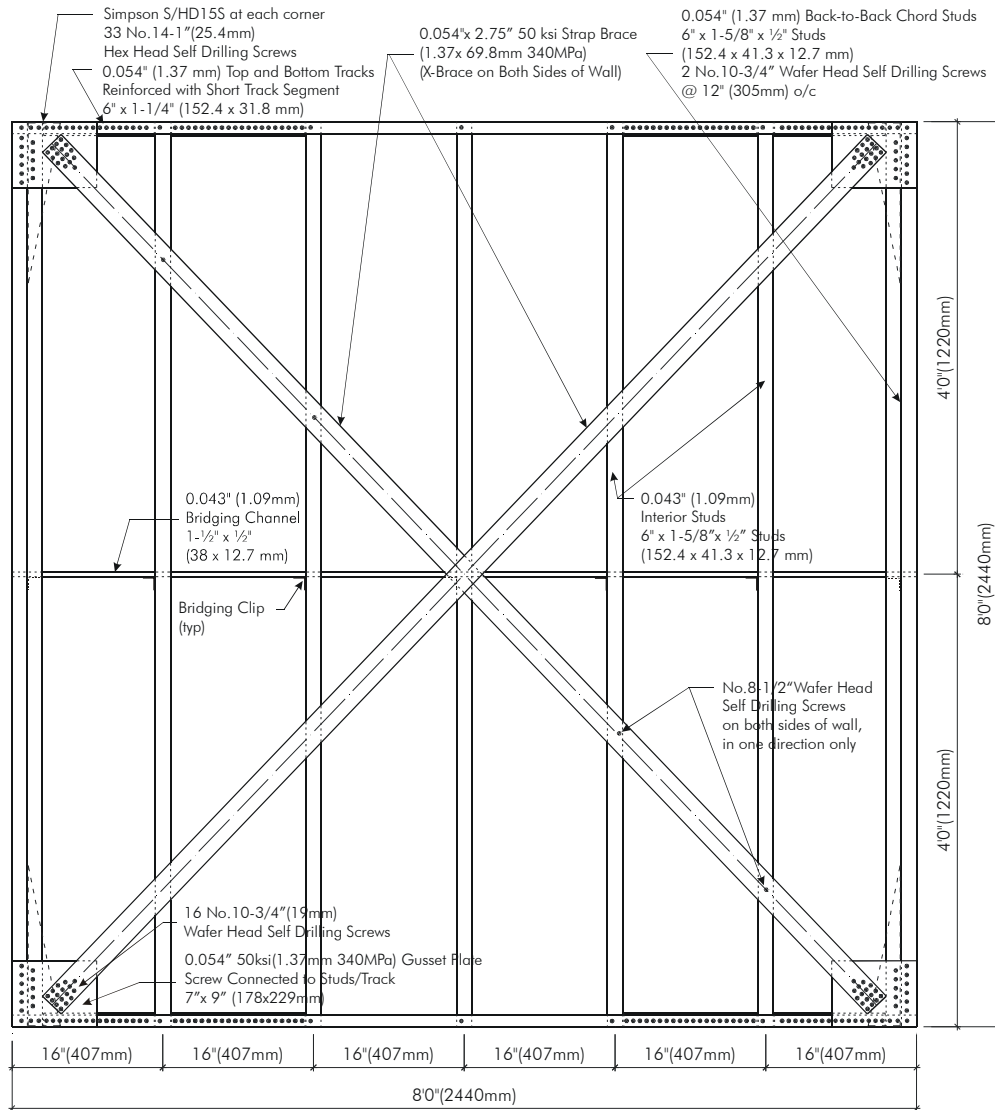 Simpson S/HD15S at each corner
33 No.14-1"(25.4mm)
Hex Head Self Drilling Screws
0.054" (1.37 mm) Top and Bottom Tracks
Reinforced with Short Track Segment
6" x 1-1/4" (152.4 x 31.8 mm)
0.054"x 2.75" 50 ksi Strap Brace
(1.37x 69.8mm 340MPa)
(X-Brace on Both Sides of Wall)
0.054" (1.37 mm) Back-to-Back Chord Studs
6" x 1-5/8" x ½" Studs
(152.4 x 41.3 x 12.7 mm)
2 No.10-3/4" Wafer Head Self Drilling Screws
@ 12" (305mm) o/c
4'0"(1220mm)
0.043" (1.09mm)
Bridging Channel
1-½" x ½"
(38 x 12.7 mm)
0.043" (1.09mm)
Interior Studs
6" x 1-5/8"x ½" Studs
(152.4 x 41.3 x 12.7 mm)
Bridging Clip
(typ)
8'0"(2440mm)
No.8-1/2"Wafer Head
Self Drilling Screws
on both sides of wall,
in one direction only
4'0"(1220mm)
16 No.10-3/4"(19mm)
Wafer Head Self Drilling Screws
0.054" 50ksi(1.37mm 340MPa) Gusset Plate
Screw Connected to Studs/Track
7"x 9" (178x229mm)
16"(407mm) 16"(407mm) 16"(407mm) 16"(407mm) 16"(407mm) 16"(407mm)
8'0"(2440mm)